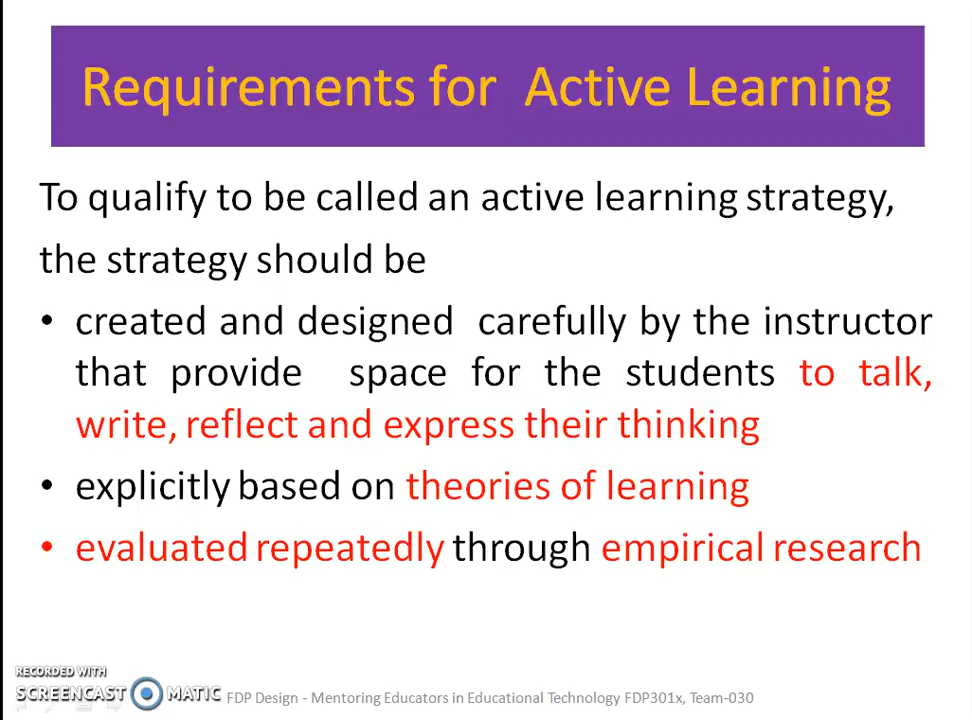 Requirements for Active Learning
To qualify to be called an active learning strategy,
the strategy should be
• created and designed carefully by the instructor
that provide space for the students to talk,
write, reflect and express their thinking
• explicitly based on theories of learning
• evaluated repeatedly through empirical research
RECORDED WITH
SCREENCAST MATIC
FDP Design - Mentoring Educators in Educational Technology FDP301x, Team-030